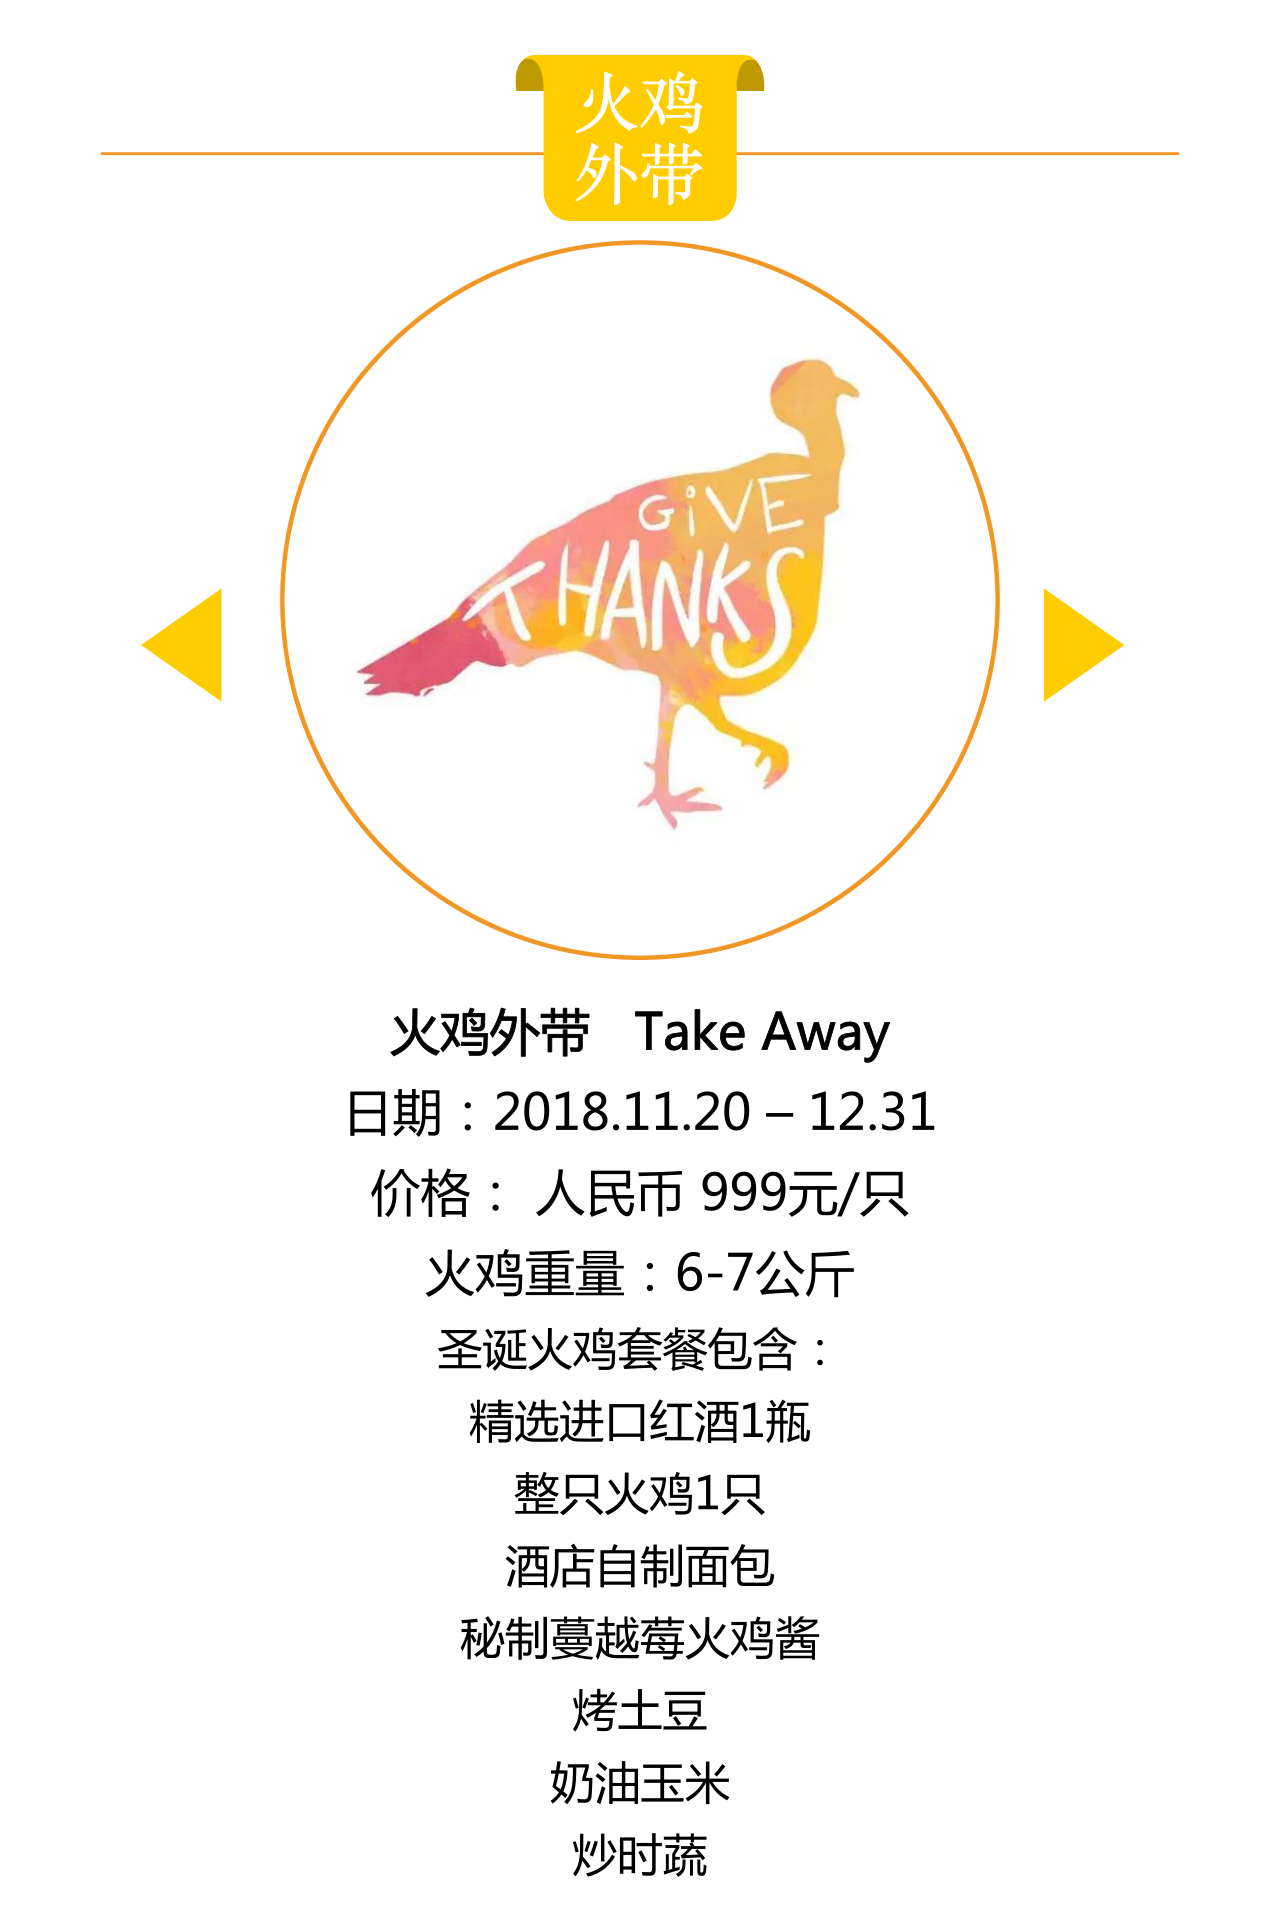 火鸡
外带
GiVE
THANKS
火鸡外带 Take Away
日期：2018.11.20 – 12.31
价格： 人民币 999元/只
火鸡重量：6-7公斤
圣诞火鸡套餐包含：
精选进口红酒1瓶
整只火鸡1只
酒店自制面包
秘制蔓越莓火鸡酱
烤土豆
奶油玉米
炒时蔬